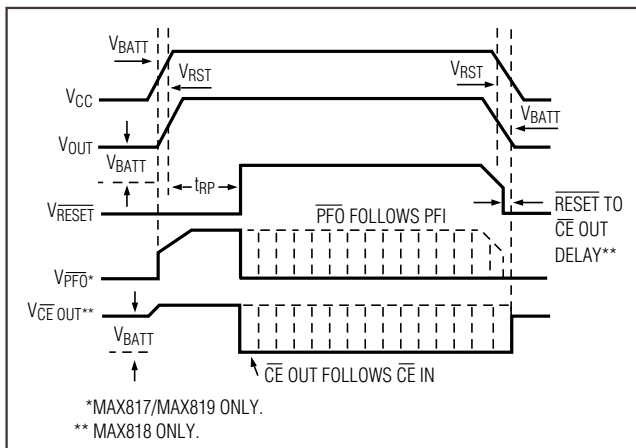 VBATT
VRST
VRST
VCC
VBATT
VOUT
VBATT
tRP
VRESET
PFO FOLLOWS PFI
RESET TO
CE OUT
DELAY**
VPFO*
VCE OUT**
VBATT
CE OUT FOLLOWS CE IN
*MAX817/MAX819 ONLY.
** MAX818 ONLY.